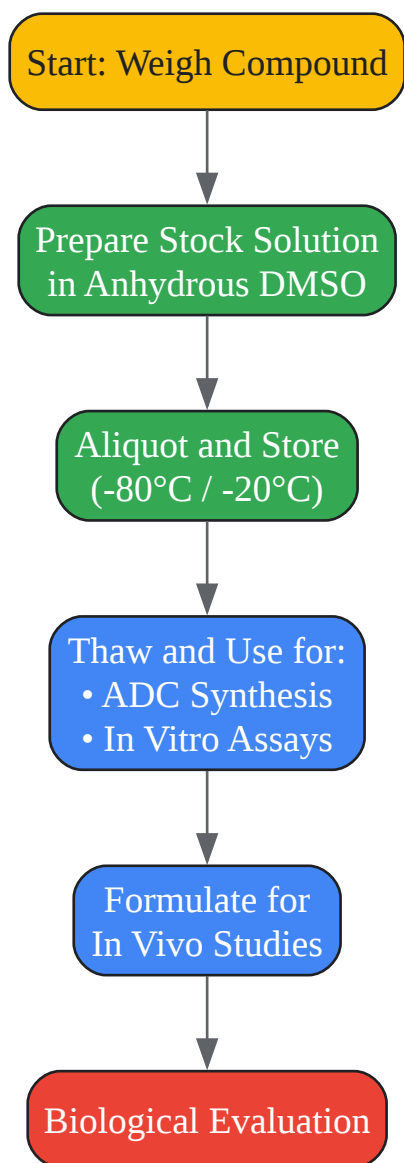 Start: Weigh Compound
Prepare Stock Solution
in Anhydrous DMSO
Aliquot and Store
(-80°C / -20°C)
Thaw and Use for:
• ADC Synthesis
• In Vitro Assays
Formulate for
In Vivo Studies
Biological Evaluation